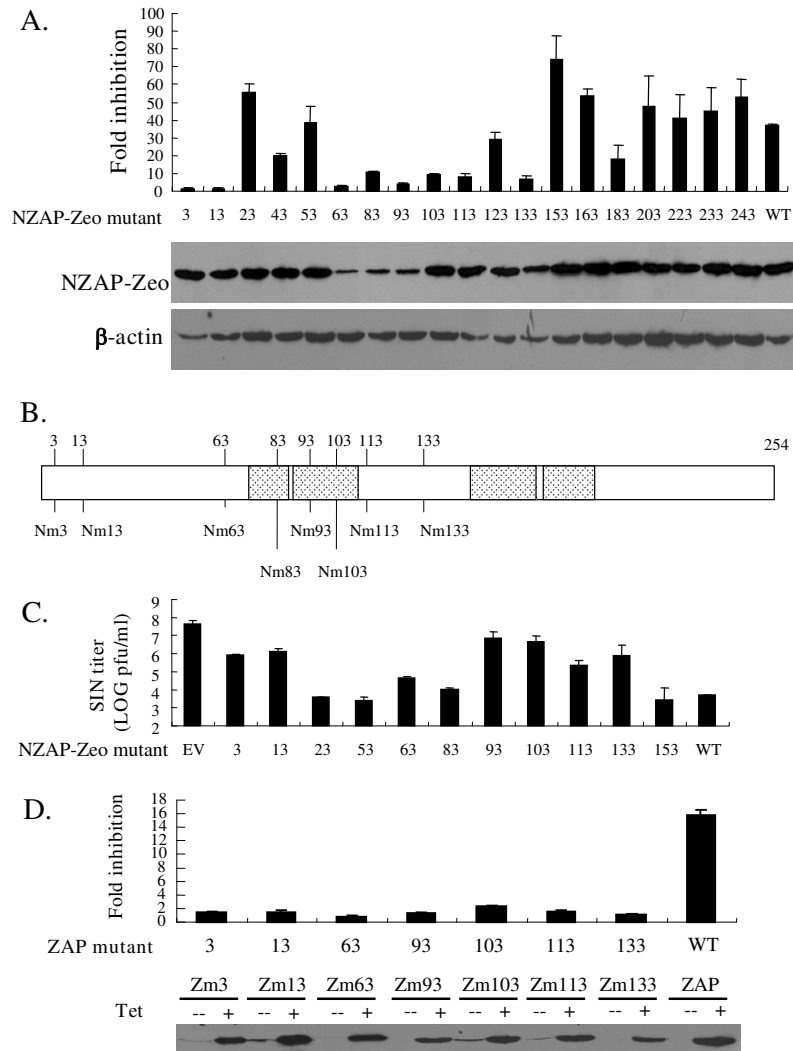 A.
Fold inhibition
100
90
80
70
60
50
40
30
20
10
0
NZAP-Zeo mutant 3 13 23 43 53 63 83 93 103 113 123 133 153 163 183 203 223 233 243 WT
NZAP-Zeo
β-actin
B.
3 13 63 83 93 103 113 133 254
Nm3 Nm13 Nm63 Nm93 Nm113 Nm133
Nm83 Nm103
C.
SIN titer
(LOG pfu/ml)
9
8
7
6
5
4
3
2
NZAP-Zeo mutant EV 3 13 23 53 63 83 93 103 113 133 153 WT
D.
Fold inhibition
18
16
14
12
10
8
6
4
2
0
ZAP mutant 3 13 63 93 103 113 133 WT
Zm3 Zm13 Zm63 Zm93 Zm103 Zm113 Zm133 ZAP
Tet -- + -- + -- + -- + -- + -- + -- + -- +